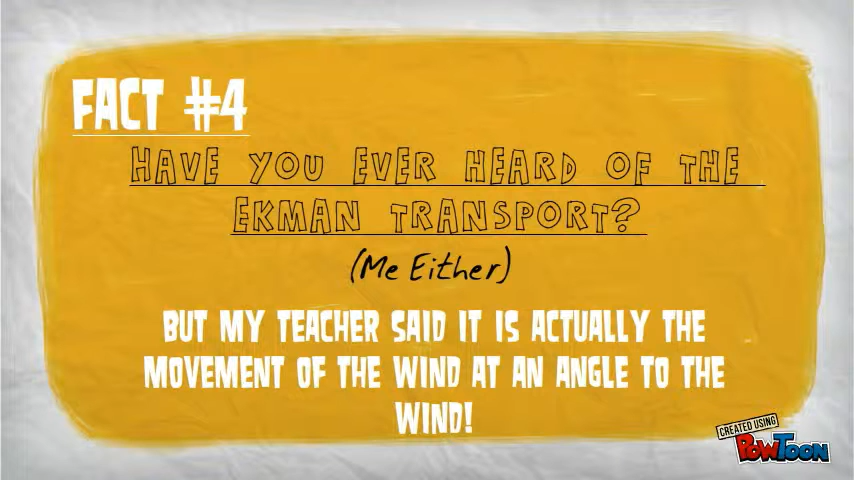 FACT #4
HAVE YOU EVER HEARD OF THE
EKMAN TRANSPORT?
(Me Either)
BUT MY TEACHER SAID IT IS ACTUALLY THE
MOVEMENT OF THE WIND AT AN ANGLE TO THE
WIND!
CREATED USING
POWTOON